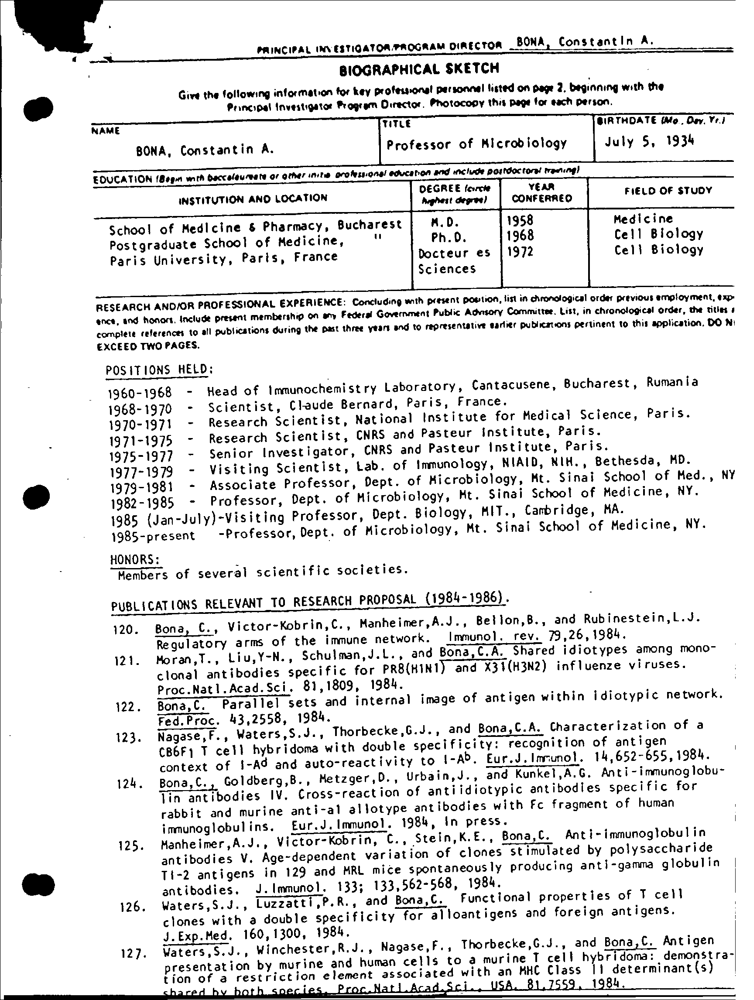 PRINCIPAL INVESTIGATOR/PROGRAM DIRECTOR BONA, Constantin A.
BIOGRAPHICAL SKETCH
Give the following information for key professional personnel listed on page 2, beginning with the
Principal Investigator Program Director. Photocopy this page for each person.
NAME TITLE BIRTHDATE (Mo., Day, Yr.)
BONA, Constantin A. Professor of Microbiology July 5, 1934
EDUCATION (Begin with baccalaureate or other initial professional education and include postdoctoral training)
INSTITUTION AND LOCATION DEGREE (circle highest degree) YEAR CONFERRED FIELD OF STUDY
School of Medicine & Pharmacy, Bucharest M.D. 1958 Medicine
Postgraduate School of Medicine, " Ph.D. 1968 Cell Biology
Paris University, Paris, France Docteur es 1972 Cell Biology
Sciences
RESEARCH AND/OR PROFESSIONAL EXPERIENCE: Concluding with present position, list in chronological order previous employment, exp-
ence, and honors. Include present membership on any Federal Government Public Advisory Committee. List, in chronological order, the titles a
complete references to all publications during the past three years and to representative earlier publications pertinent to this application. DO N
EXCEED TWO PAGES.
POSITIONS HELD:
1960-1968 - Head of Immunochemistry Laboratory, Cantacusene, Bucharest, Rumania
1968-1970 - Scientist, Claude Bernard, Paris, France.
1970-1971 - Research Scientist, National Institute for Medical Science, Paris.
1971-1975 - Research Scientist, CNRS and Pasteur Institute, Paris.
1975-1977 - Senior Investigator, CNRS and Pasteur Institute, Paris.
1977-1979 - Visiting Scientist, Lab. of Immunology, NIAID, NIH., Bethesda, MD.
1979-1981 - Associate Professor, Dept. of Microbiology, Mt. Sinai School of Med., NY
1982-1985 - Professor, Dept. of Microbiology, Mt. Sinai School of Medicine, NY.
1985 (Jan-July)-Visiting Professor, Dept. Biology, MIT., Cambridge, MA.
1985-present -Professor, Dept. of Microbiology, Mt. Sinai School of Medicine, NY.
HONORS:
Members of several scientific societies.
PUBLICATIONS RELEVANT TO RESEARCH PROPOSAL (1984-1986).
120. Bona, C., Victor-Kobrin,C., Manheimer,A.J., Bellon,B., and Rubinestein,L.J.
Regulatory arms of the immune network. Immunol. rev. 79,26,1984.
121. Moran,T., Liu,Y-N., Schulman,J.L., and Bona,C.A. Shared idiotypes among mono-
clonal antibodies specific for PR8(H1N1) and X31(H3N2) influenze viruses.
Proc.Natl.Acad.Sci. 81,1809, 1984.
122. Bona,C. Parallel sets and internal image of antigen within idiotypic network.
Fed.Proc. 43,2558, 1984.
123. Nagase,F., Waters,S.J., Thorbecke,G.J., and Bona,C.A. Characterization of a
CB6F1 T cell hybridoma with double specificity: recognition of antigen
context of I-Ad and auto-reactivity to I-Ab. Eur.J.Immunol. 14,652-655,1984.
124. Bona,C., Goldberg,B., Metzger,D., Urbain,J., and Kunkel,A.G. Anti-immunoglobu-
lin antibodies IV. Cross-reaction of antiidiotypic antibodies specific for
rabbit and murine anti-al allotype antibodies with Fc fragment of human
immunoglobulins. Eur.J.Immunol. 1984, In press.
125. Manheimer,A.J., Victor-Kobrin, C., Stein,K.E., Bona,C. Anti-immunoglobulin
antibodies V. Age-dependent variation of clones stimulated by polysaccharide
TI-2 antigens in 129 and MRL mice spontaneously producing anti-gamma globulin
antibodies. J.Immunol. 133; 133,562-568, 1984.
126. Waters,S.J., Luzzatti,P.R., and Bona,C. Functional properties of T cell
clones with a double specificity for alloantigens and foreign antigens.
J.Exp.Med. 160,1300, 1984.
127. Waters,S.J., Winchester,R.J., Nagase,F., Thorbecke,G.J., and Bona,C. Antigen
presentation by murine and human cells to a murine T cell hybridoma: demonstra-
tion of a restriction element associated with an MHC Class II determinant(s)
shared by both species. Proc.Natl.Acad.Sci., USA. 81,7559, 1984.